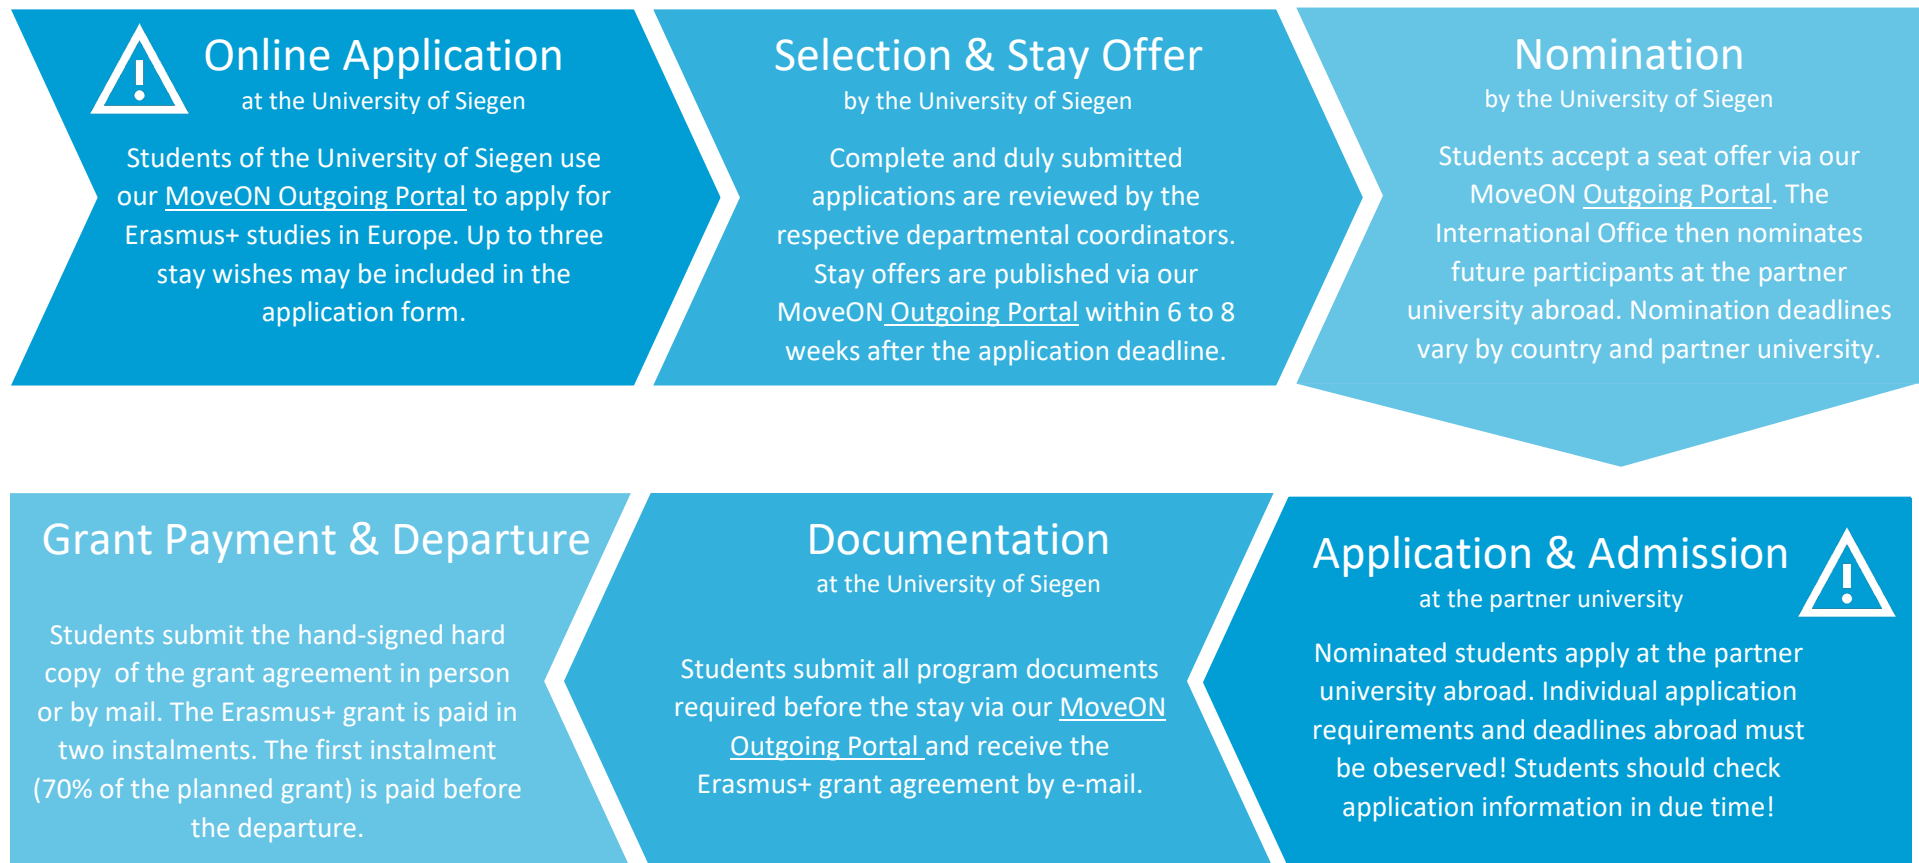 Online Application
at the University of Siegen
Students of the University of Siegen use
our MoveON Outgoing Portal to apply for
Erasmus+ studies in Europe. Up to three
stay wishes may be included in the
application form.
Selection & Stay Offer
by the University of Siegen
Complete and duly submitted
applications are reviewed by the
respective departmental coordinators.
Stay offers are published via our
MoveON Outgoing Portal within 6 to 8
weeks after the application deadline.
Nomination
by the University of Siegen
Students accept a seat offer via our
MoveON Outgoing Portal. The
International Office then nominates
future participants at the partner
university abroad. Nomination deadlines
vary by country and partner university.
Application & Admission
at the partner university
Nominated students apply at the partner
university abroad. Individual application
requirements and deadlines abroad must
be obeserved! Students should check
application information in due time!
Documentation
at the University of Siegen
Students submit all program documents
required before the stay via our MoveON
Outgoing Portal and receive the
Erasmus+ grant agreement by e-mail.
Grant Payment & Departure
Students submit the hand-signed hard
copy  of the grant agreement in person
or by mail. The Erasmus+ grant is paid in
two instalments. The first instalment
(70% of the planned grant) is paid before
the departure.